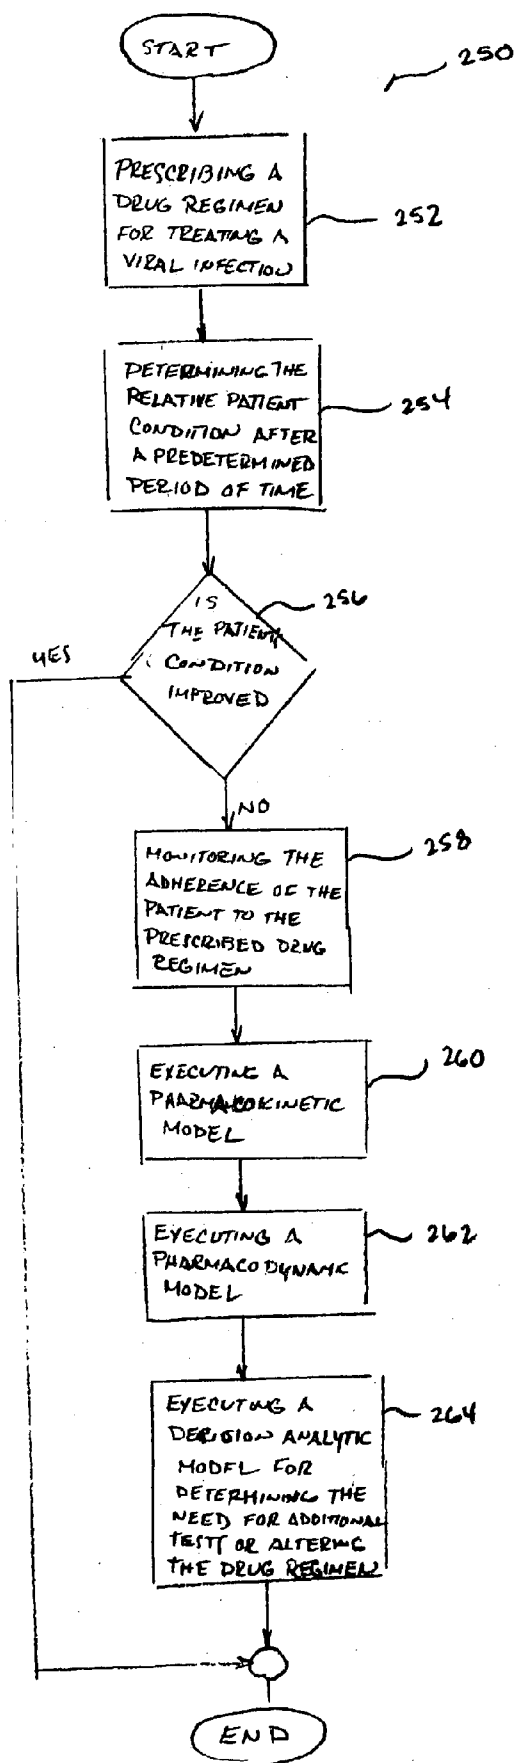 START
250
PRESCRIBING A
DRUG REGIMEN
FOR TREATING A
VIRAL INFECTION
252
DETERMINING THE
RELATIVE PATIENT
CONDITION AFTER
A PREDETERMINED
PERIOD OF TIME
254
IS
THE PATIENT
CONDITION
IMPROVED
256
YES
NO
MONITORING THE
ADHERENCE OF THE
PATIENT TO THE
PRESCRIBED DRUG
REGIMEN
258
EXECUTING A
PHARMACOKINETIC
MODEL
260
EXECUTING A
PHARMACODYNAMIC
MODEL
262
EXECUTING A
DECISION ANALYTIC
MODEL FOR
DETERMINING THE
NEED FOR ADDITIONAL
TESTS OR ALTERING
THE DRUG REGIMEN
264
END